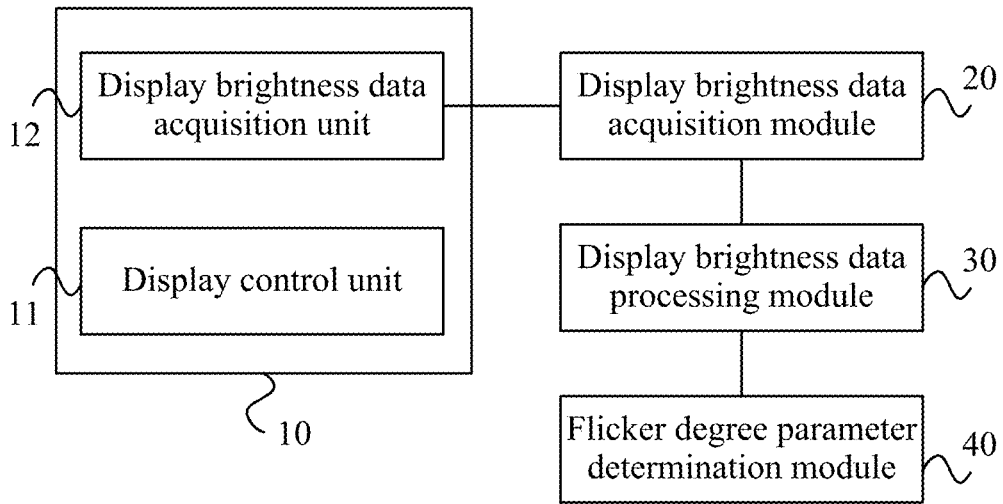 12
Display brightness data
acquisition unit
Display brightness data
acquisition module
20
11
Display control unit
Display brightness data
processing module
30
10
Flicker degree parameter
determination module
40